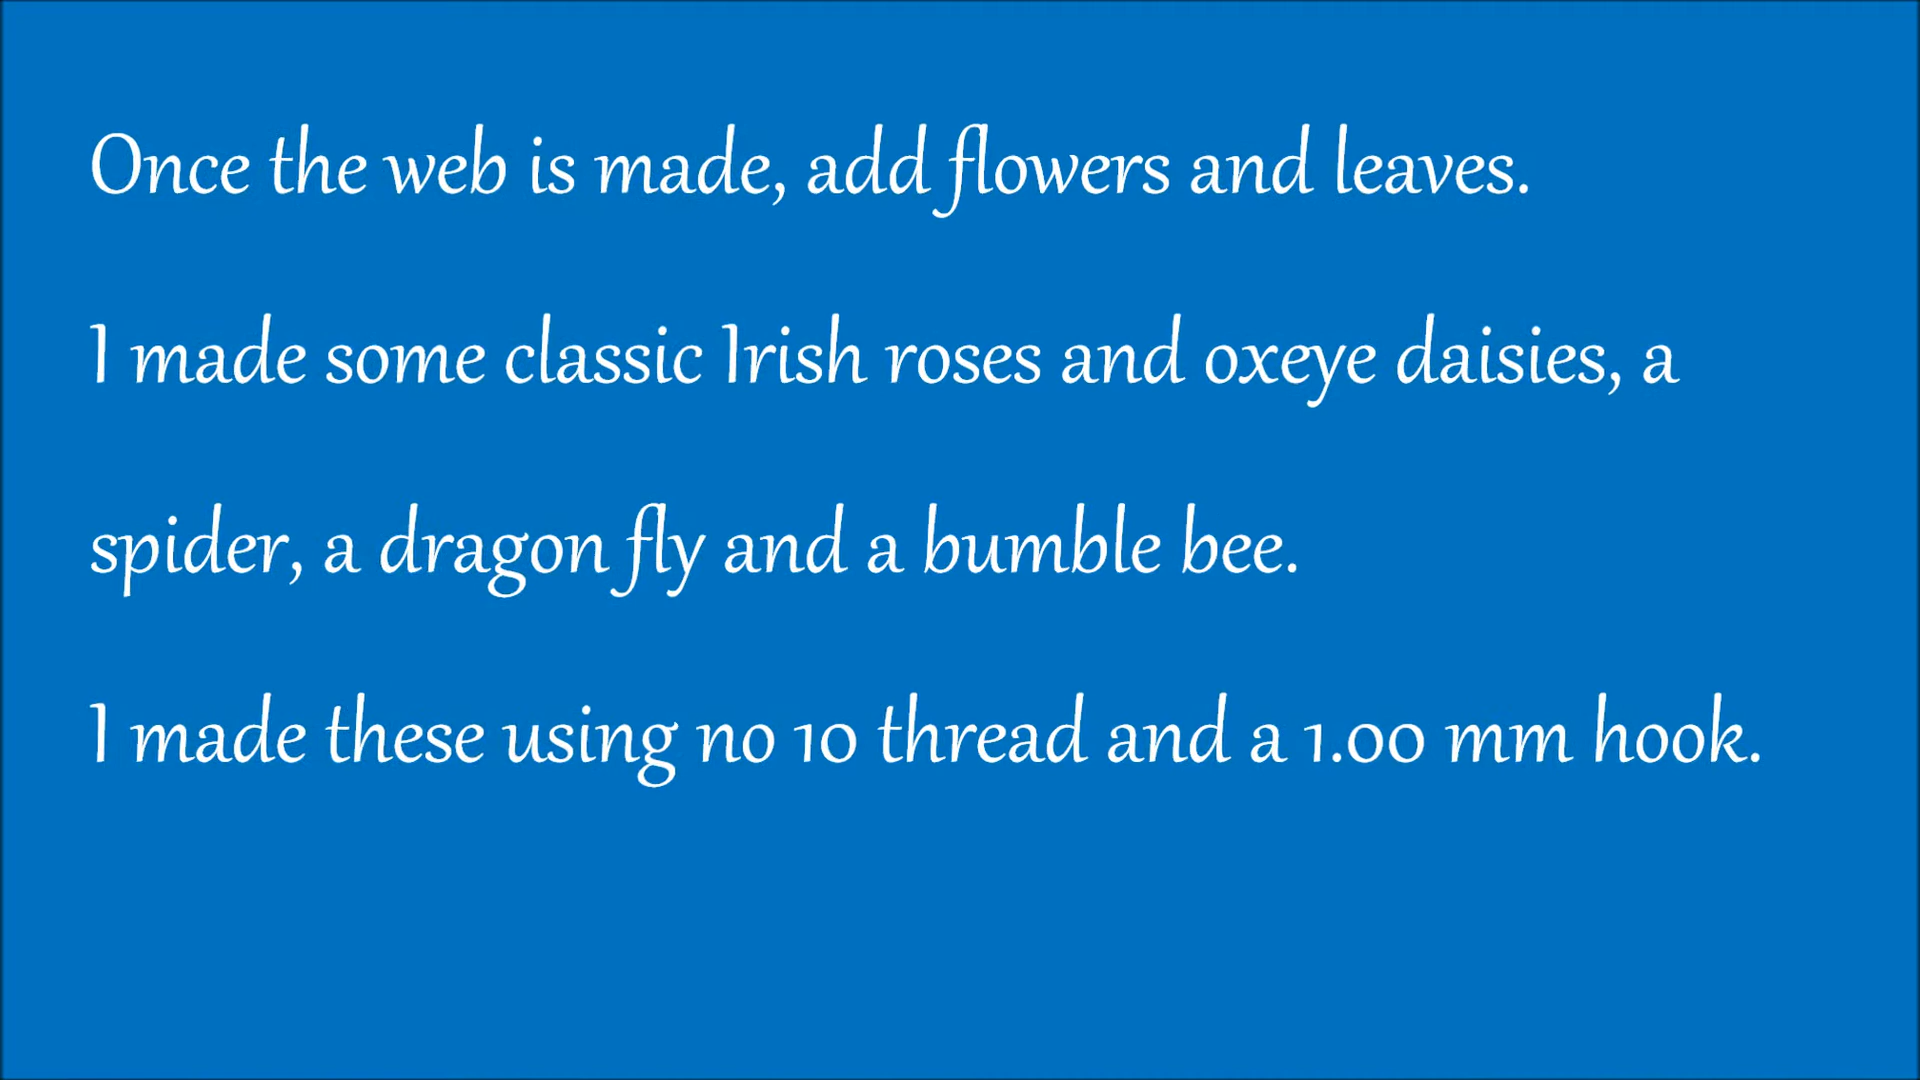 Once the web is made, add flowers and leaves.
I made some classic Irish roses and oxeye daisies, a
spider, a dragon fly and a bumble bee.
I made these using no 10 thread and a 1.00 mm hook.